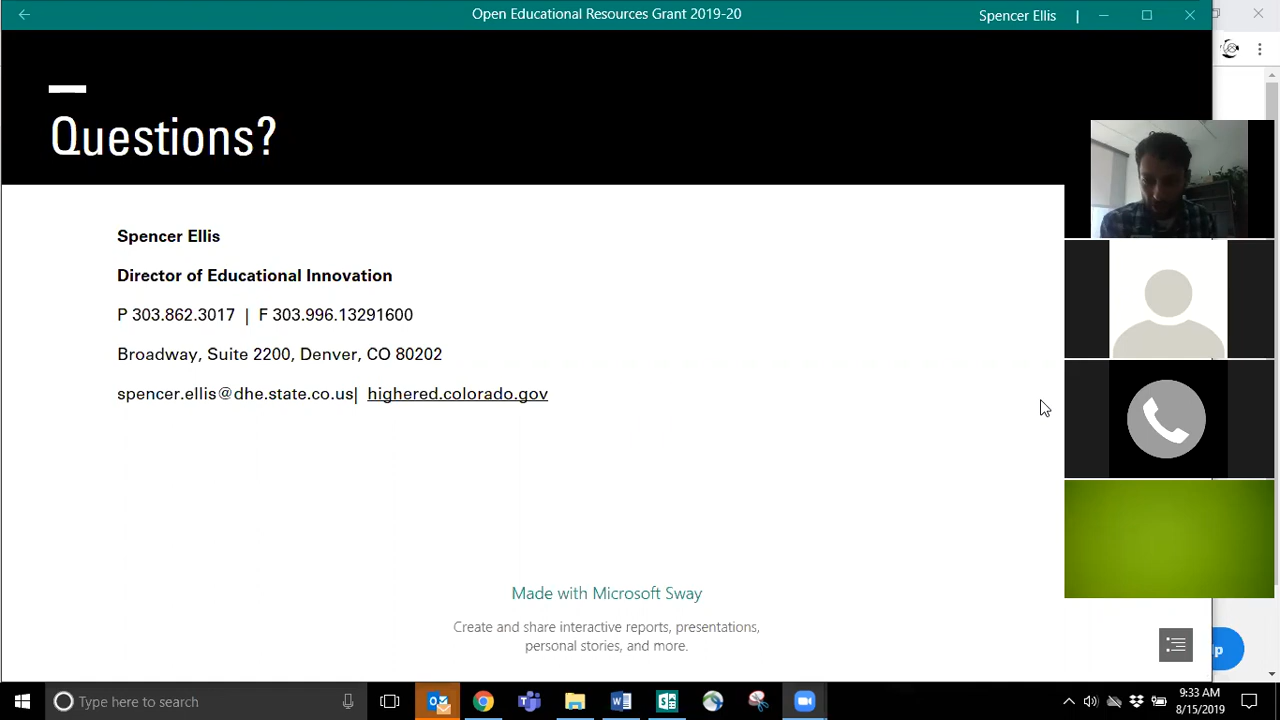 Open Educational Resources Grant 2019-20
Spencer Ellis
Questions?
Spencer Ellis
Director of Educational Innovation
P 303.862.3017 | F 303.996.13291600
Broadway, Suite 2200, Denver, CO 80202
spencer.ellis@dhe.state.co.us| highered.colorado.gov
Made with Microsoft Sway
Create and share interactive reports, presentations,
personal stories, and more.
lp
Type here to search
9:33 AM
8/15/2019